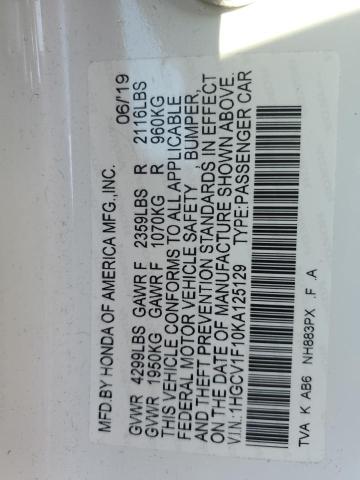 MFD.BY HONDA OF AMERICA MFG.,INC. 06/19
GVWR 4299LBS GAWR F 2359LBS R 2116LBS
GVWR 1950KG GAWR F 1070KG R 960KG
THIS VEHICLE CONFORMS TO ALL APPLICABLE
FEDERAL MOTOR VEHICLE SAFETY BUMPER,
AND THEFT PREVENTION STANDARDS IN EFFECT
ON THE DATE OF MANUFACTURE SHOWN ABOVE.
V.I.N.:1HGCV1F10KA125129 TYPE:PASSENGER CAR
TVA K AB6 NH883PX .F .A